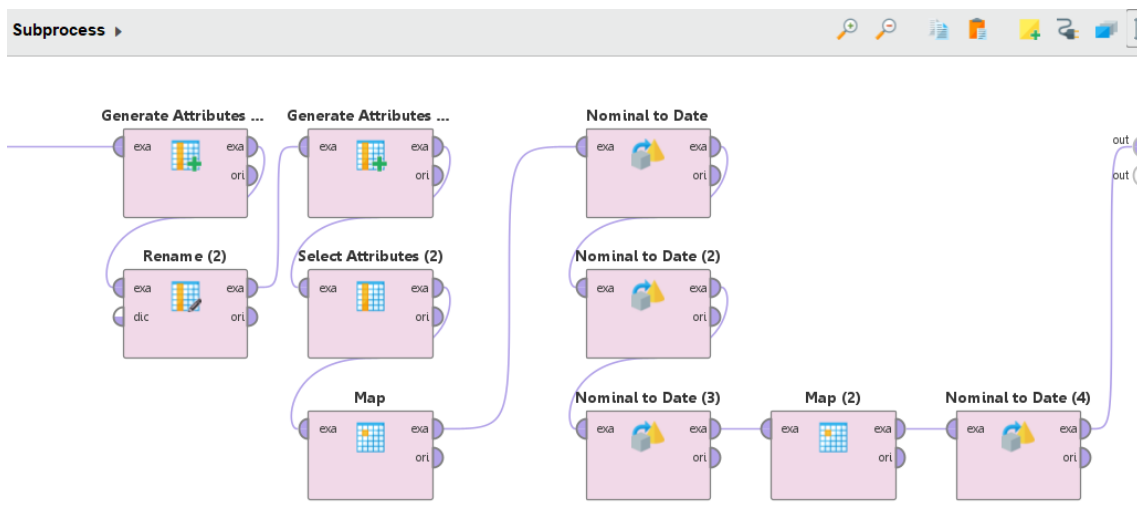 Subprocess
Generate Attributes ...
exa
exa
ori
Generate Attributes ...
exa
exa
ori
Nominal to Date
exa
exa
ori
out
out
Rename (2)
exa
exa
dic
ori
Select Attributes (2)
exa
exa
ori
Nominal to Date (2)
exa
exa
ori
Map
exa
exa
ori
Nominal to Date (3)
exa
exa
ori
Map (2)
exa
exa
ori
Nominal to Date (4)
exa
exa
ori